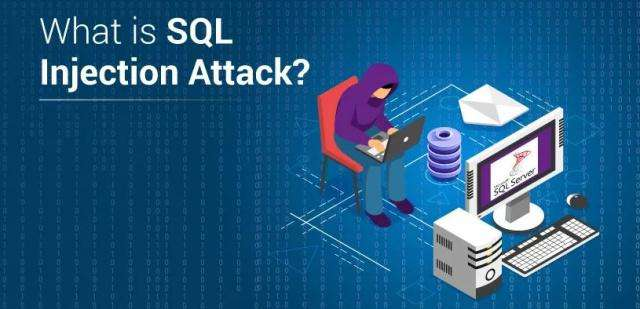 What is SQL
Injection Attack?
SQL Server